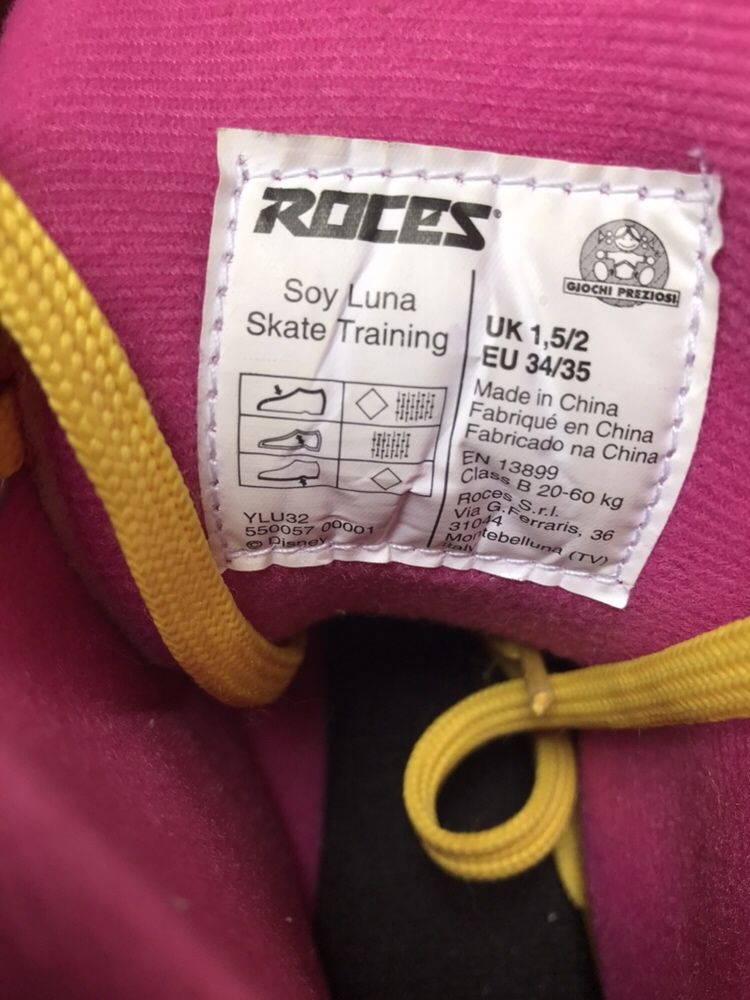 ROCES
Soy Luna
Skate Training
YLU32
550057 00001
© Disney
GIOCHI PREZIOSI
UK 1,5/2
EU 34/35
Made in China
Fabriqué en China
Fabricado na China
EN 13899
Class B 20-60 kg
Roces S.r.l.
Via G.Ferraris, 36
31044
Montebelluna (TV)
Italy